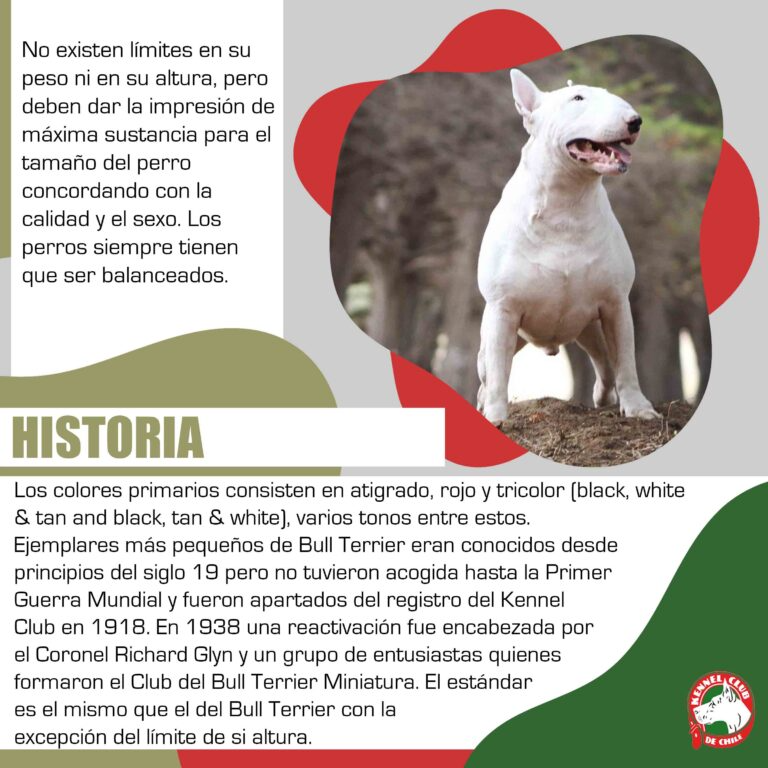 No existen límites en su
peso ni en su altura, pero
deben dar la impresión de
máxima sustancia para el
tamaño del perro
concordando con la
calidad y el sexo. Los
perros siempre tienen
que ser balanceados.
HISTORIA
Los colores primarios consisten en atigrado, rojo y tricolor (black, white
& tan and black, tan & white), varios tonos entre estos.
Ejemplares más pequeños de Bull Terrier eran conocidos desde
principios del siglo 19 pero no tuvieron acogida hasta la Primer
Guerra Mundial y fueron apartados del registro del Kennel
Club en 1918. En 1938 una reactivación fue encabezada por
el Coronel Richard Glyn y un grupo de entusiastas quienes
formaron el Club del Bull Terrier Miniatura. El estándar
es el mismo que el del Bull Terrier con la
excepción del límite de si altura.
KENNEL CLUB
DE CHILE